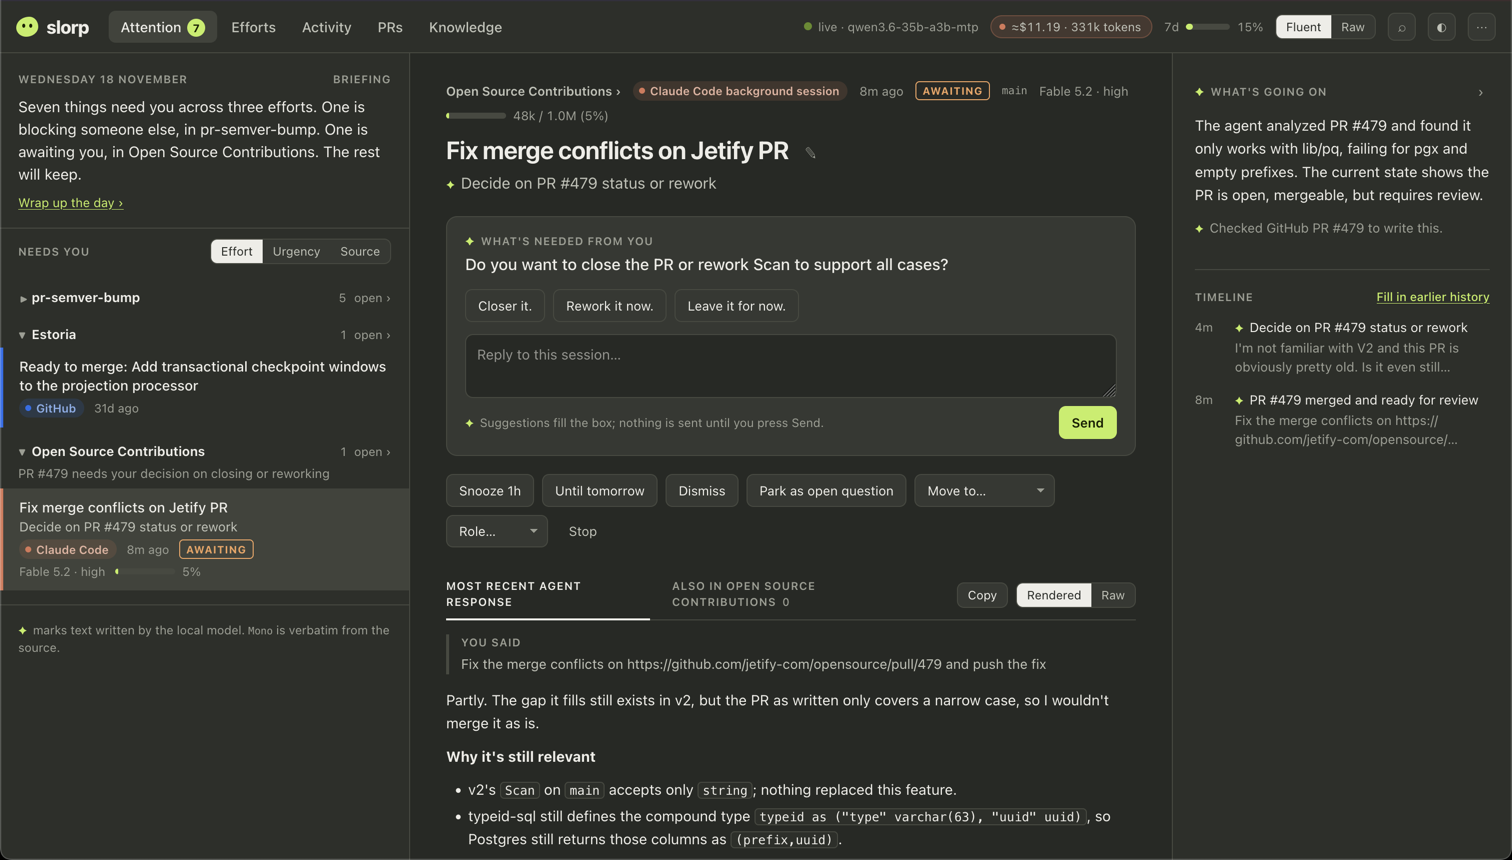 slorp
Attention 7
Efforts
Activity
PRs
Knowledge
live · qwen3.6-35b-a3b-mtp
≈$11.19 · 331k tokens
7d 15%
Fluent
Raw
WEDNESDAY 18 NOVEMBER
BRIEFING
Seven things need you across three efforts. One is
blocking someone else, in pr-semver-bump. One is
awaiting you, in Open Source Contributions. The rest
will keep.
Wrap up the day ›
NEEDS YOU
Effort
Urgency
Source
pr-semver-bump
5 open ›
Estoria
1 open ›
Ready to merge: Add transactional checkpoint windows
to the projection processor
GitHub 31d ago
Open Source Contributions
1 open ›
PR #479 needs your decision on closing or reworking
Fix merge conflicts on Jetify PR
Decide on PR #479 status or rework
Claude Code 8m ago AWAITING
Fable 5.2 · high 5%
✦ marks text written by the local model. Mono is verbatim from the
source.
Open Source Contributions › Claude Code background session 8m ago AWAITING main Fable 5.2 · high
48k / 1.0M (5%)
Fix merge conflicts on Jetify PR
✦ Decide on PR #479 status or rework
✦ WHAT'S NEEDED FROM YOU
Do you want to close the PR or rework Scan to support all cases?
Closer it.
Rework it now.
Leave it for now.
Reply to this session...
✦ Suggestions fill the box; nothing is sent until you press Send.
Send
Snooze 1h
Until tomorrow
Dismiss
Park as open question
Move to...
Role...
Stop
MOST RECENT AGENT
RESPONSE
ALSO IN OPEN SOURCE
CONTRIBUTIONS 0
Copy
Rendered
Raw
YOU SAID
Fix the merge conflicts on https://github.com/jetify-com/opensource/pull/479 and push the fix
Partly. The gap it fills still exists in v2, but the PR as written only covers a narrow case, so I wouldn't
merge it as is.
Why it's still relevant
• v2's Scan on main accepts only string; nothing replaced this feature.
• typeid-sql still defines the compound type typeid as ("type" varchar(63), "uuid" uuid), so
Postgres still returns those columns as (prefix,uuid).
✦ WHAT'S GOING ON ›
The agent analyzed PR #479 and found it
only works with lib/pq, failing for pgx and
empty prefixes. The current state shows the
PR is open, mergeable, but requires review.
✦ Checked GitHub PR #479 to write this.
TIMELINE
Fill in earlier history
4m ✦ Decide on PR #479 status or rework
I'm not familiar with V2 and this PR is
obviously pretty old. Is it even still...
8m ✦ PR #479 merged and ready for review
Fix the merge conflicts on https://
github.com/jetify-com/opensource/...